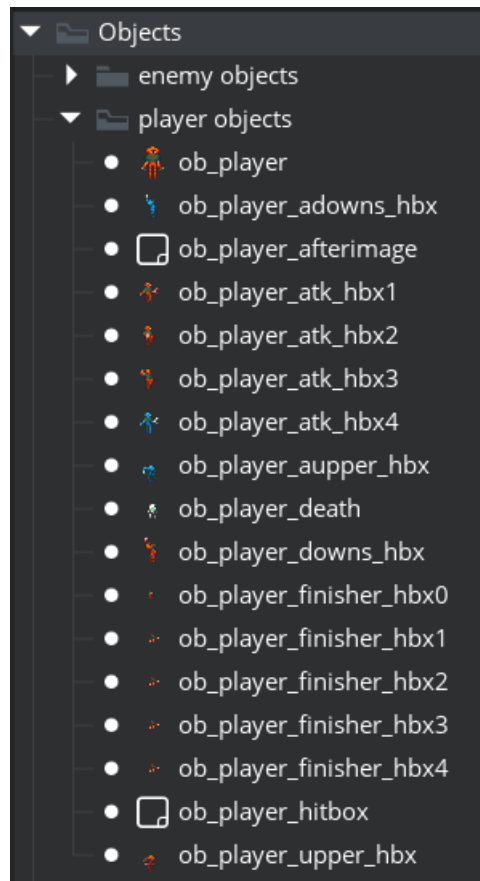 Objects
enemy objects
player objects
ob_player
ob_player_adowns_hbx
ob_player_afterimage
ob_player_atk_hbx1
ob_player_atk_hbx2
ob_player_atk_hbx3
ob_player_atk_hbx4
ob_player_aupper_hbx
ob_player_death
ob_player_downs_hbx
ob_player_finisher_hbx0
ob_player_finisher_hbx1
ob_player_finisher_hbx2
ob_player_finisher_hbx3
ob_player_finisher_hbx4
ob_player_hitbox
ob_player_upper_hbx